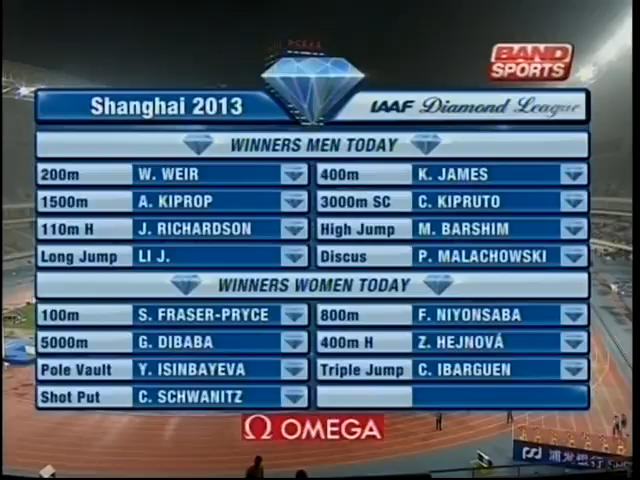 BAND
SPORTS
Shanghai 2013 IAAF Diamond League
WINNERS MEN TODAY
200m W. WEIR 400m K. JAMES
1500m A. KIPROP 3000m SC C. KIPRUTO
110m H J. RICHARDSON High Jump M. BARSHIM
Long Jump LI J. Discus P. MALACHOWSKI
WINNERS WOMEN TODAY
100m S. FRASER-PRYCE 800m F. NIYONSABA
5000m G. DIBABA 400m H Z. HEJNOVÁ
Pole Vault Y. ISINBAYEVA Triple Jump C. IBARGUEN
Shot Put C. SCHWANITZ
Ω OMEGA